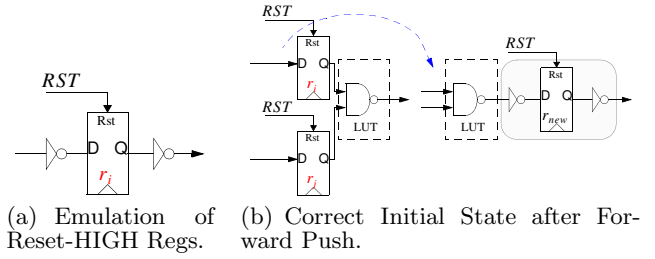 RST
Rst
D Q
r_i
RST
Rst
D Q
r_i
RST
Rst
D Q
r_j
LUT
LUT
RST
Rst
D Q
r_new
(a) Emulation of
Reset-HIGH Regs.
(b) Correct Initial State after For-
ward Push.